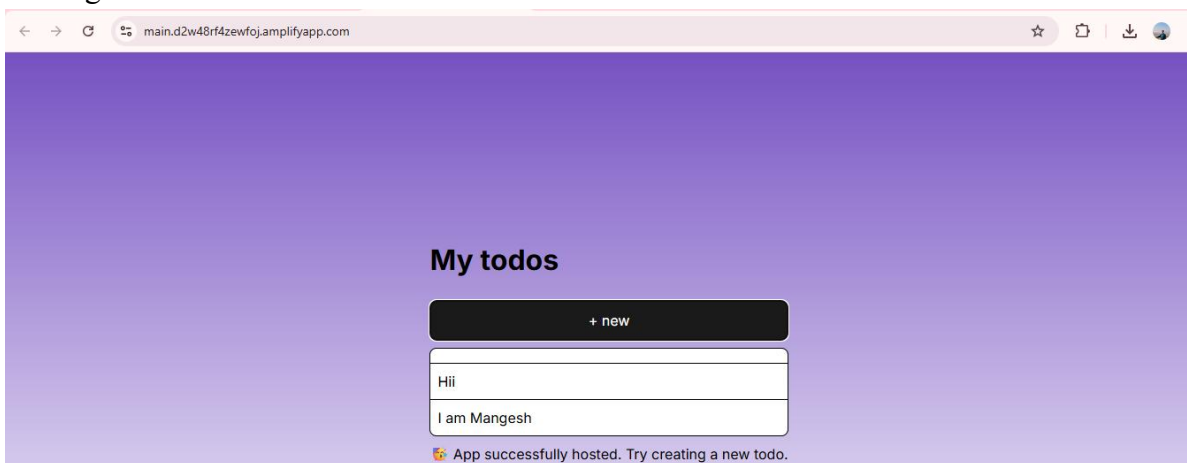 main.d2w48rf4zewfoj.amplifyapp.com
My todos
+ new
Hii
I am Mangesh
🥳 App successfully hosted. Try creating a new todo.